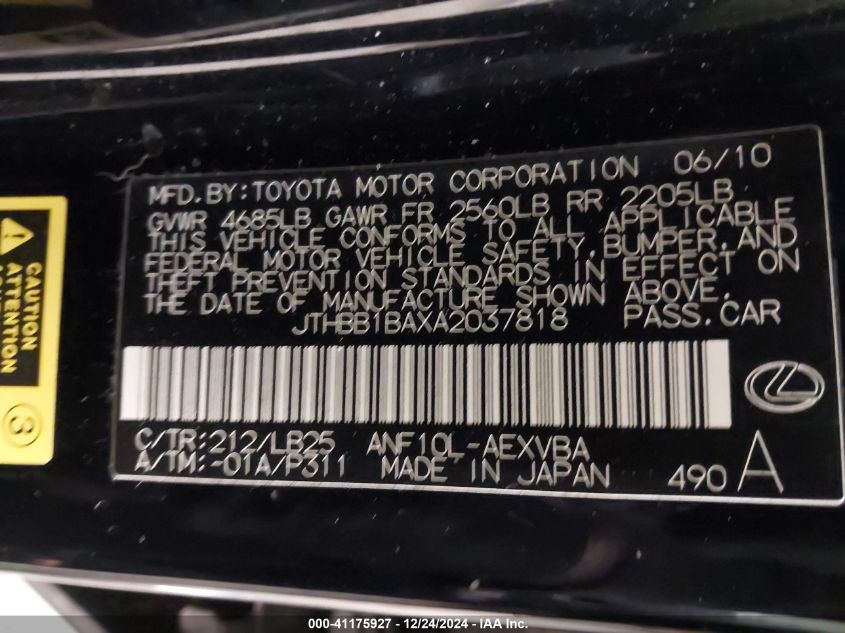 MFD.BY:TOYOTA MOTOR CORPORATION 06/10
GVWR 4685LB GAWR FR 2560LB RR 2205LB
THIS VEHICLE CONFORMS TO ALL APPLICABLE
FEDERAL MOTOR VEHICLE SAFETY, BUMPER, AND
THEFT PREVENTION STANDARDS IN EFFECT ON
THE DATE OF MANUFACTURE SHOWN ABOVE.
JTHBB1BAXA2037818 PASS.CAR
C/TR:212/LB25 ANF10L-AEXVBA
A/TM:-01A/P311 MADE IN JAPAN 490 A
CAUTION
ATTENTION
3
000-41175927 - 12/24/2024 - IAA Inc.